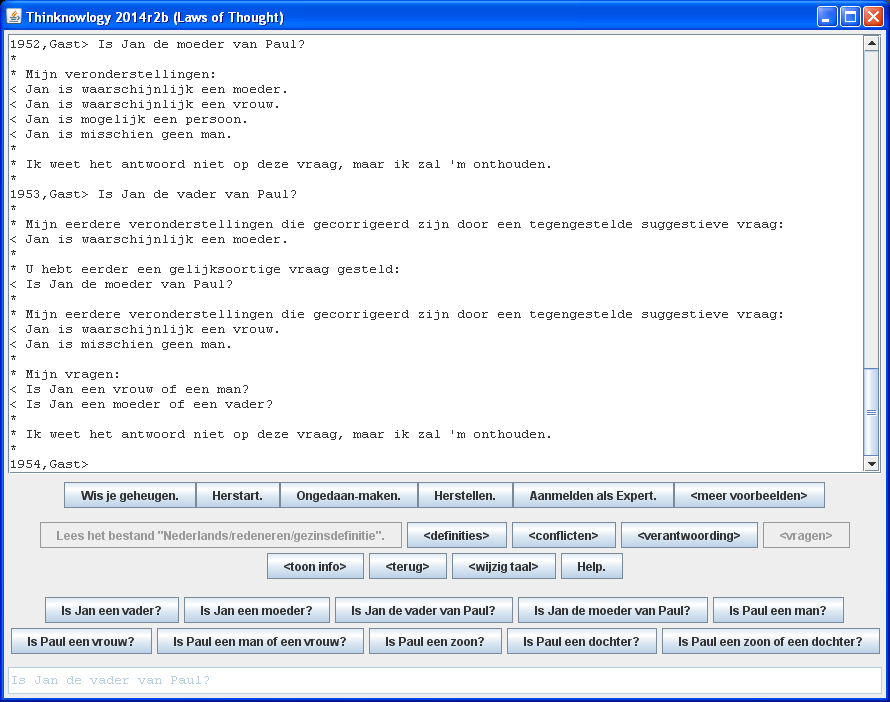 Thinknowlogy 2014r2b (Laws of Thought)
1952,Gast> Is Jan de moeder van Paul?
*
* Mijn veronderstellingen:
< Jan is waarschijnlijk een moeder.
< Jan is waarschijnlijk een vrouw.
< Jan is mogelijk een persoon.
< Jan is misschien geen man.
*
* Ik weet het antwoord niet op deze vraag, maar ik zal 'm onthouden.
*
1953,Gast> Is Jan de vader van Paul?
*
* Mijn eerdere veronderstellingen die gecorrigeerd zijn door een tegengestelde suggestieve vraag:
< Jan is waarschijnlijk een moeder.
*
* U hebt eerder een gelijksoortige vraag gesteld:
< Is Jan de moeder van Paul?
*
* Mijn eerdere veronderstellingen die gecorrigeerd zijn door een tegengestelde suggestieve vraag:
< Jan is waarschijnlijk een vrouw.
< Jan is misschien geen man.
*
* Mijn vragen:
< Is Jan een vrouw of een man?
< Is Jan een moeder of een vader?
*
* Ik weet het antwoord niet op deze vraag, maar ik zal 'm onthouden.
*
1954,Gast>
Wis je geheugen. Herstart. Ongedaan-maken. Herstellen. Aanmelden als Expert. <meer voorbeelden>
Lees het bestand "Nederlands/redeneren/gezinsdefinitie". <definities> <conflicten> <verantwoording> <vragen>
<toon info> <terug> <wijzig taal> Help.
Is Jan een vader? Is Jan een moeder? Is Jan de vader van Paul? Is Jan de moeder van Paul? Is Paul een man?
Is Paul een vrouw? Is Paul een man of een vrouw? Is Paul een zoon? Is Paul een dochter? Is Paul een zoon of een dochter?
Is Jan de vader van Paul?